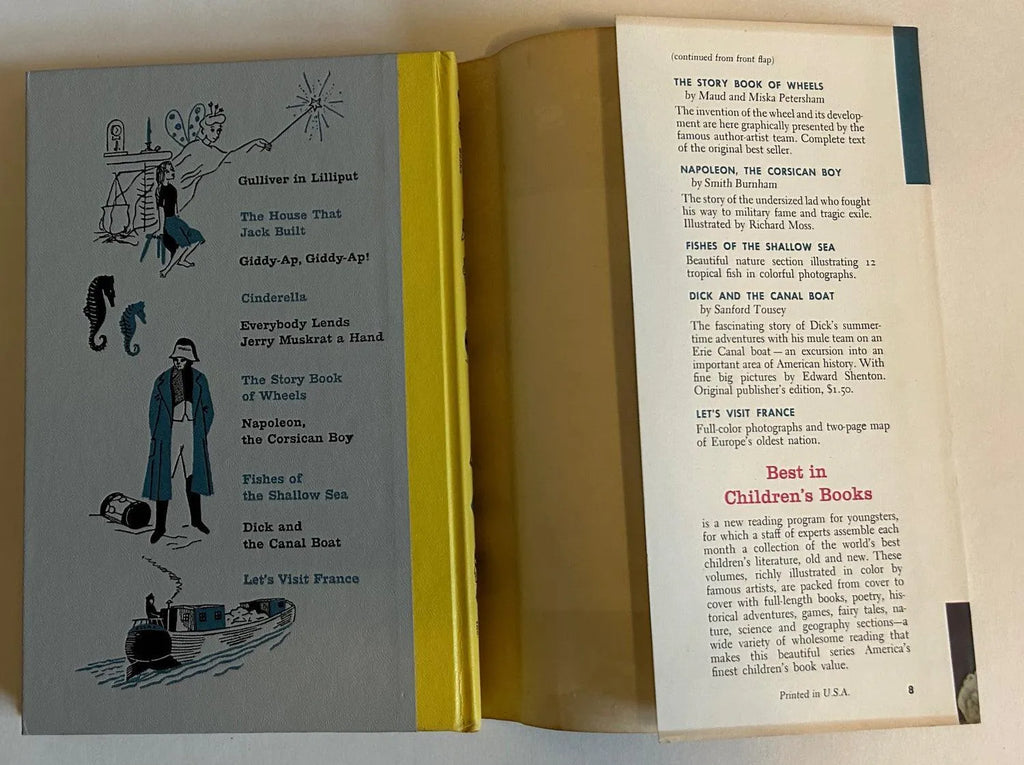 Gulliver in Lilliput
The House That
Jack Built
Giddy-Ap, Giddy-Ap!
Cinderella
Everybody Lends
Jerry Muskrat a Hand
The Story Book
of Wheels
Napoleon,
the Corsican Boy
Fishes of
the Shallow Sea
Dick and
the Canal Boat
Let's Visit France
(continued from front flap)
THE STORY BOOK OF WHEELS
by Maud and Miska Petersham
The invention of the wheel and its develop-
ment are here graphically presented by the
famous author-artist team. Complete text
of the original best seller.
NAPOLEON, THE CORSICAN BOY
by Smith Burnham
The story of the undersized lad who fought
his way to military fame and tragic exile.
Illustrated by Richard Moss.
FISHES OF THE SHALLOW SEA
Beautiful nature section illustrating 12
tropical fish in colorful photographs.
DICK AND THE CANAL BOAT
by Sanford Tousey
The fascinating story of Dick's summer-
time adventures with his mule team on an
Erie Canal boat—an excursion into an
important area of American history. With
fine big pictures by Edward Shenton.
Original publisher's edition, $1.50.
LET'S VISIT FRANCE
Full-color photographs and two-page map
of Europe's oldest nation.
Best in
Children's Books
is a new reading program for youngsters,
for which a staff of experts assemble each
month a collection of the world's best
children's literature, old and new. These
volumes, richly illustrated in color by
famous artists, are packed from cover to
cover with full-length books, poetry, his-
torical adventures, games, fairy tales, na-
ture, science and geography sections—a
wide variety of wholesome reading that
makes this beautiful series America's
finest children's book value.
Printed in U.S.A.
8